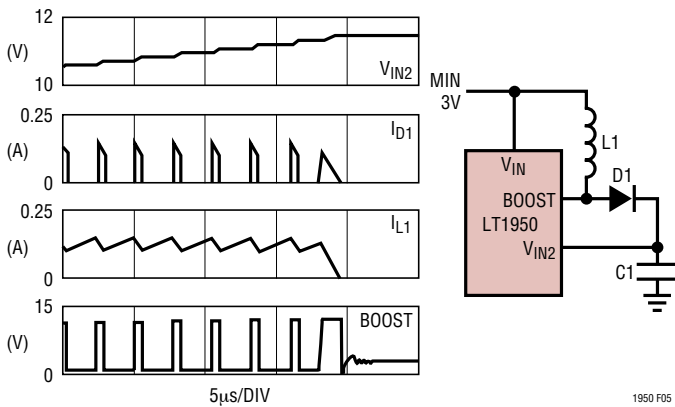 12
(V)
10
V_IN2
0.25
(A)
0
I_D1
0.25
(A)
0
I_L1
15
(V)
0
BOOST
5µs/DIV
MIN
3V
L1
V_IN
D1
BOOST
LT1950
V_IN2
C1
1950 F05